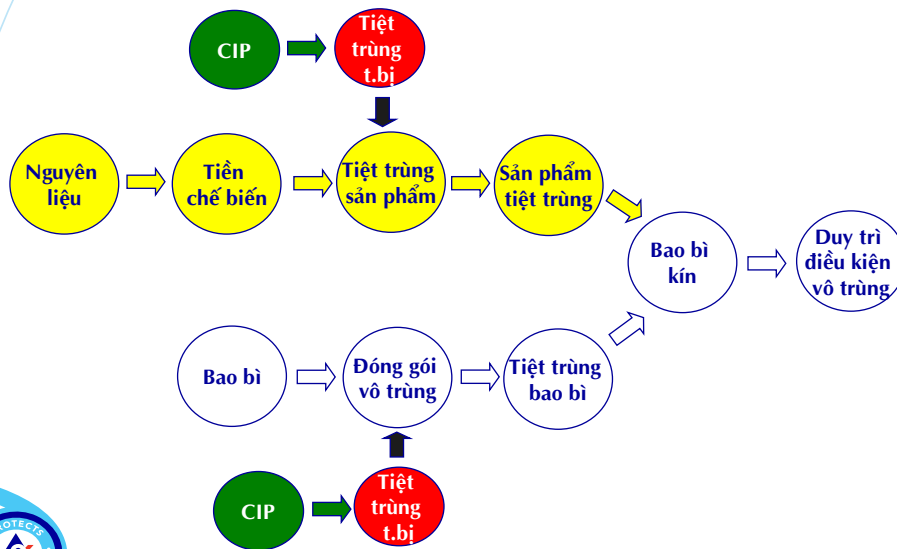 CIP
Tiệt
trùng
t.bị
Nguyên
liệu
Tiền
chế biến
Tiệt trùng
sản phẩm
Sản phẩm
tiệt trùng
Bao bì
kín
Duy trì
điều kiện
vô trùng
Bao bì
Đóng gói
vô trùng
Tiệt trùng
bao bì
CIP
Tiệt
trùng
t.bị
PROTECTS